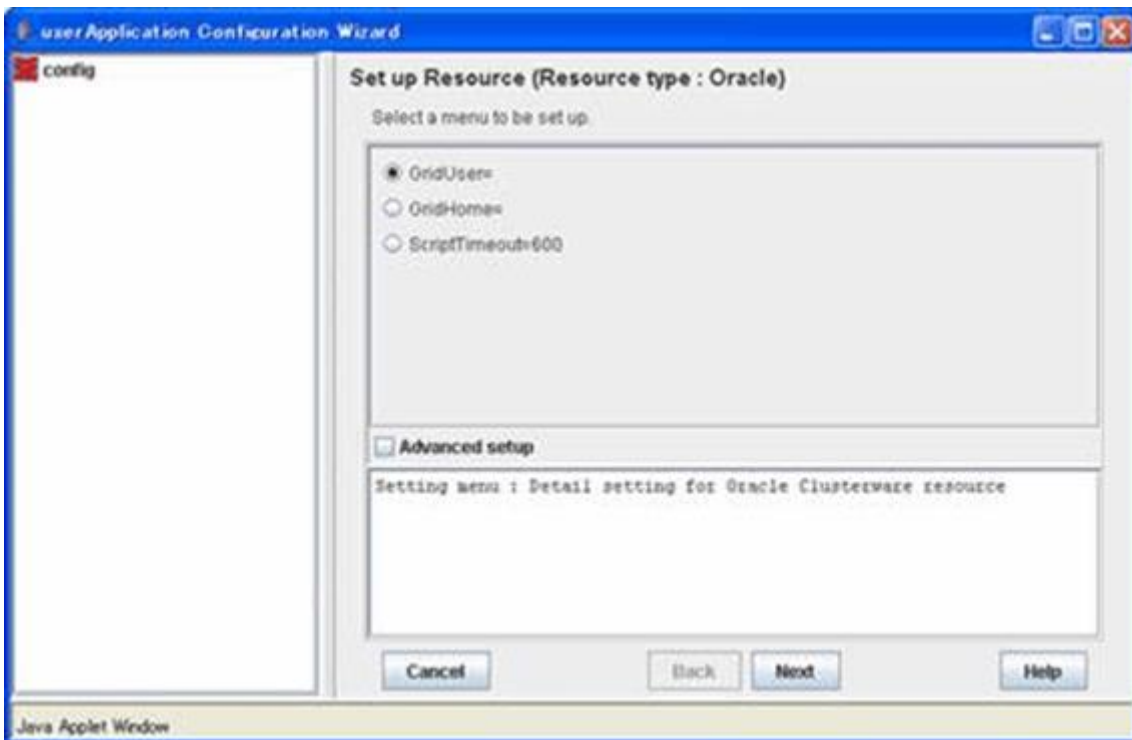 userApplication Configuration Wizard
config
Set up Resource (Resource type : Oracle)
Select a menu to be set up.
GridUser=
GridHome=
ScriptTimeout=600
Advanced setup
Setting menu : Detail setting for Oracle Clusterware resource
Cancel
Back
Next
Help
Java Applet Window